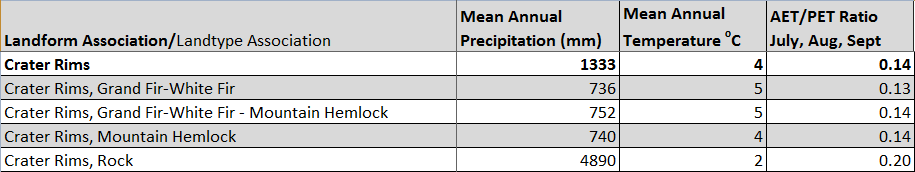 Landform Association/Landtype Association Mean Annual Precipitation (mm) Mean Annual Temperature °C AET/PET Ratio July, Aug, Sept
Crater Rims 1333 4 0.14
Crater Rims, Grand Fir-White Fir 736 5 0.13
Crater Rims, Grand Fir-White Fir - Mountain Hemlock 752 5 0.14
Crater Rims, Mountain Hemlock 740 4 0.14
Crater Rims, Rock 4890 2 0.20